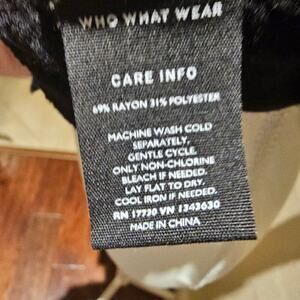 WHO WHAT WEAR
CARE INFO
69% RAYON 31% POLYESTER
MACHINE WASH COLD
SEPARATELY,
GENTLE CYCLE,
ONLY NON-CHLORINE
BLEACH IF NEEDED.
LAY FLAT TO DRY.
COOL IRON IF NEEDED.
RN 17730 VN 1343630
MADE IN CHINA